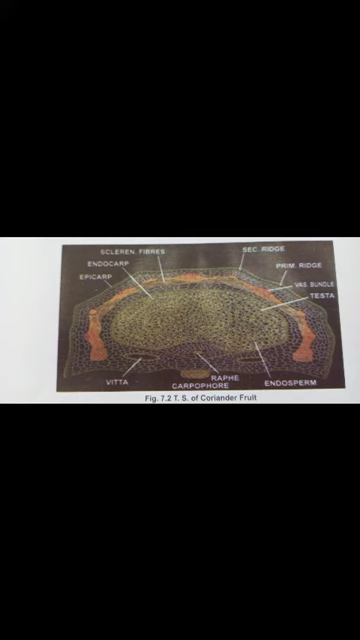 SCLEREN. FIBRES
SEC. RIDGE
ENDOCARP
PRIM. RIDGE
EPICARP
VAS. BUNDLE
TESTA
VITTA
RAPHE
CARPOPHORE
ENDOSPERM
Fig. 7.2 T. S. of Coriander Fruit